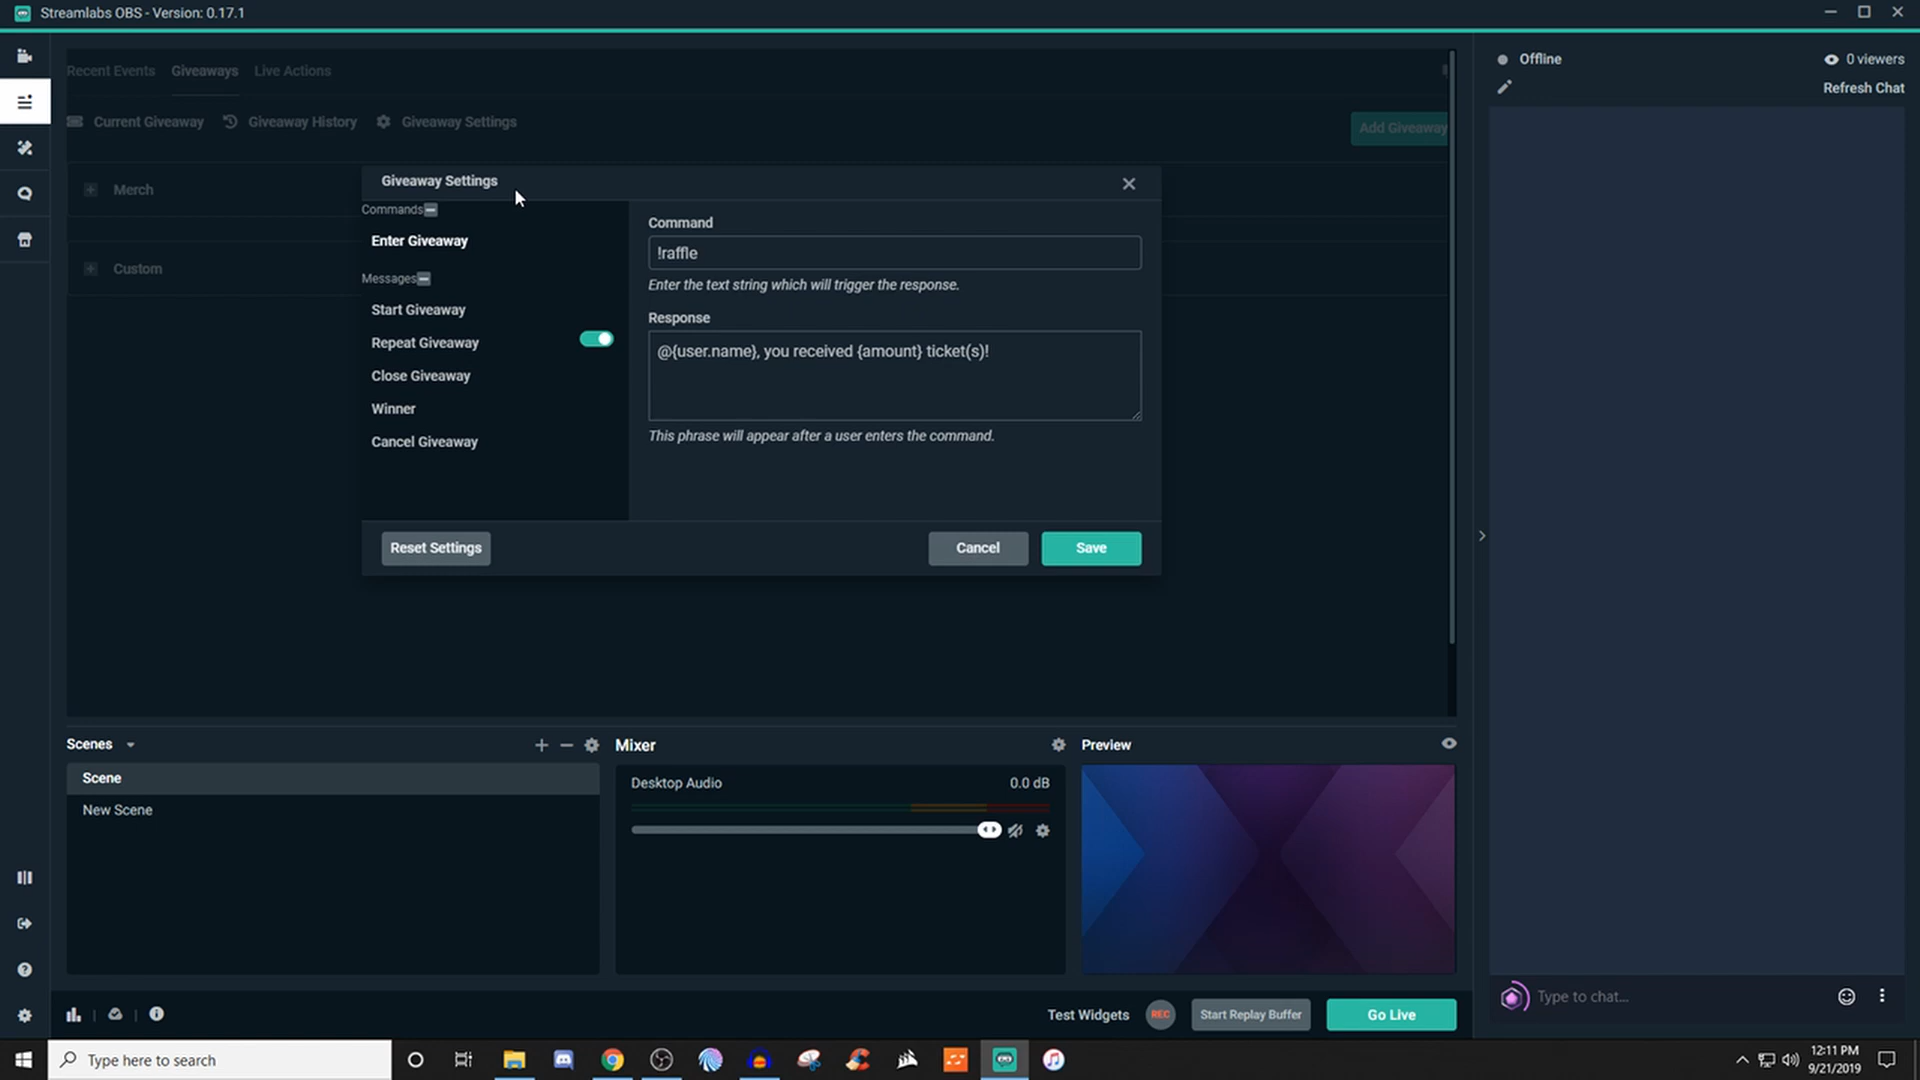 Streamlabs OBS - Version: 0.17.1
Recent Events Giveaways Live Actions
Current Giveaway Giveaway History Giveaway Settings
Add Giveaway
Merch
Custom
Giveaway Settings
Commands
Enter Giveaway
Messages
Start Giveaway
Repeat Giveaway
Close Giveaway
Winner
Cancel Giveaway
Command
!raffle
Enter the text string which will trigger the response.
Response
@{user.name}, you received {amount} ticket(s)!
This phrase will appear after a user enters the command.
Reset Settings
Cancel
Save
Offline
0 viewers
Refresh Chat
Scenes
Scene
New Scene
Mixer
Desktop Audio
0.0 dB
Preview
Type to chat...
Test Widgets
REC
Start Replay Buffer
Go Live
Type here to search
12:11 PM
9/21/2019